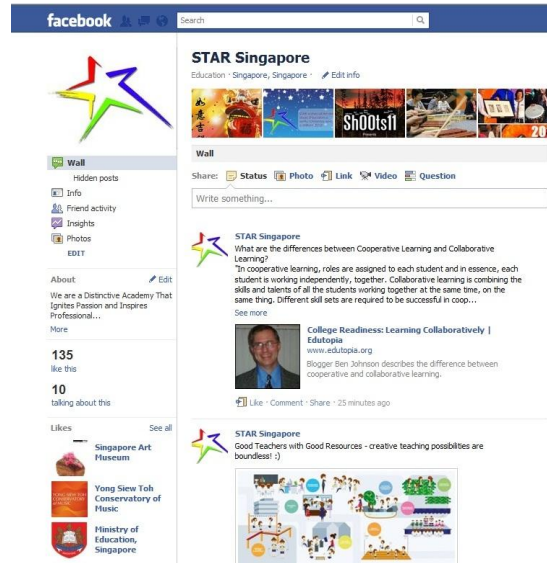 facebook
Search
STAR Singapore
Education · Singapore, Singapore · Edit info
Sh00ts11
Wall
Hidden posts
Info
Friend activity
Insights
Photos
EDIT
About Edit
We are a Distinctive Academy That
Ignites Passion and Inspires
Professional...
More
135
like this
10
talking about this
Likes See all
Singapore Art
Museum
Yong Siew Toh
Conservatory of
Music
Ministry of
Education,
Singapore
Wall
Share: Status Photo Link Video Question
Write something...
STAR Singapore
What are the differences between Cooperative Learning and Collaborative
Learning?
"In cooperative learning, roles are assigned to each student and in essence, each
student is working independently, together. Collaborative learning is combining the
skills and talents of all the students working together at the same time, on the
same thing. Different skill sets are required to be successful in coop...
See more
College Readiness: Learning Collaboratively |
Edutopia
www.edutopia.org
Blogger Ben Johnson describes the difference between
cooperative and collaborative learning.
Like · Comment · Share · 25 minutes ago
STAR Singapore
Good Teachers with Good Resources - creative teaching possibilities are
boundless! :)